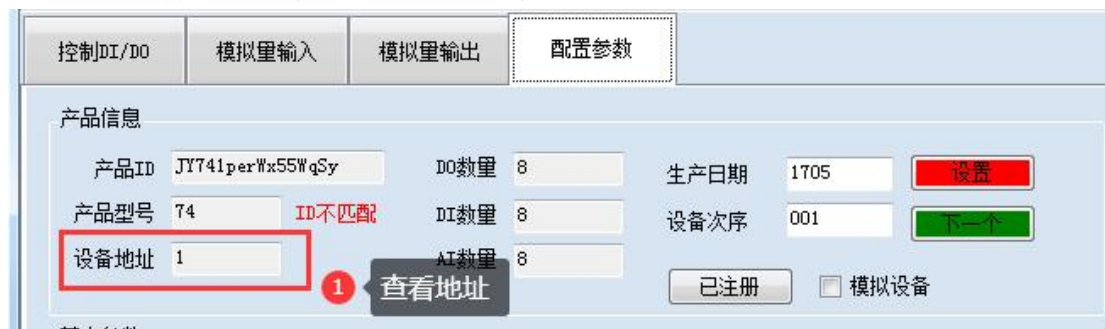 控制DI/DO 模拟量输入 模拟量输出 配置参数
产品信息
产品ID JY741perWx55WqSy DO数量 8 生产日期 1705 设置
产品型号 74 ID不匹配 DI数量 8 设备次序 001 下一个
设备地址 1 AI数量 8
1 查看地址
已注册 模拟设备